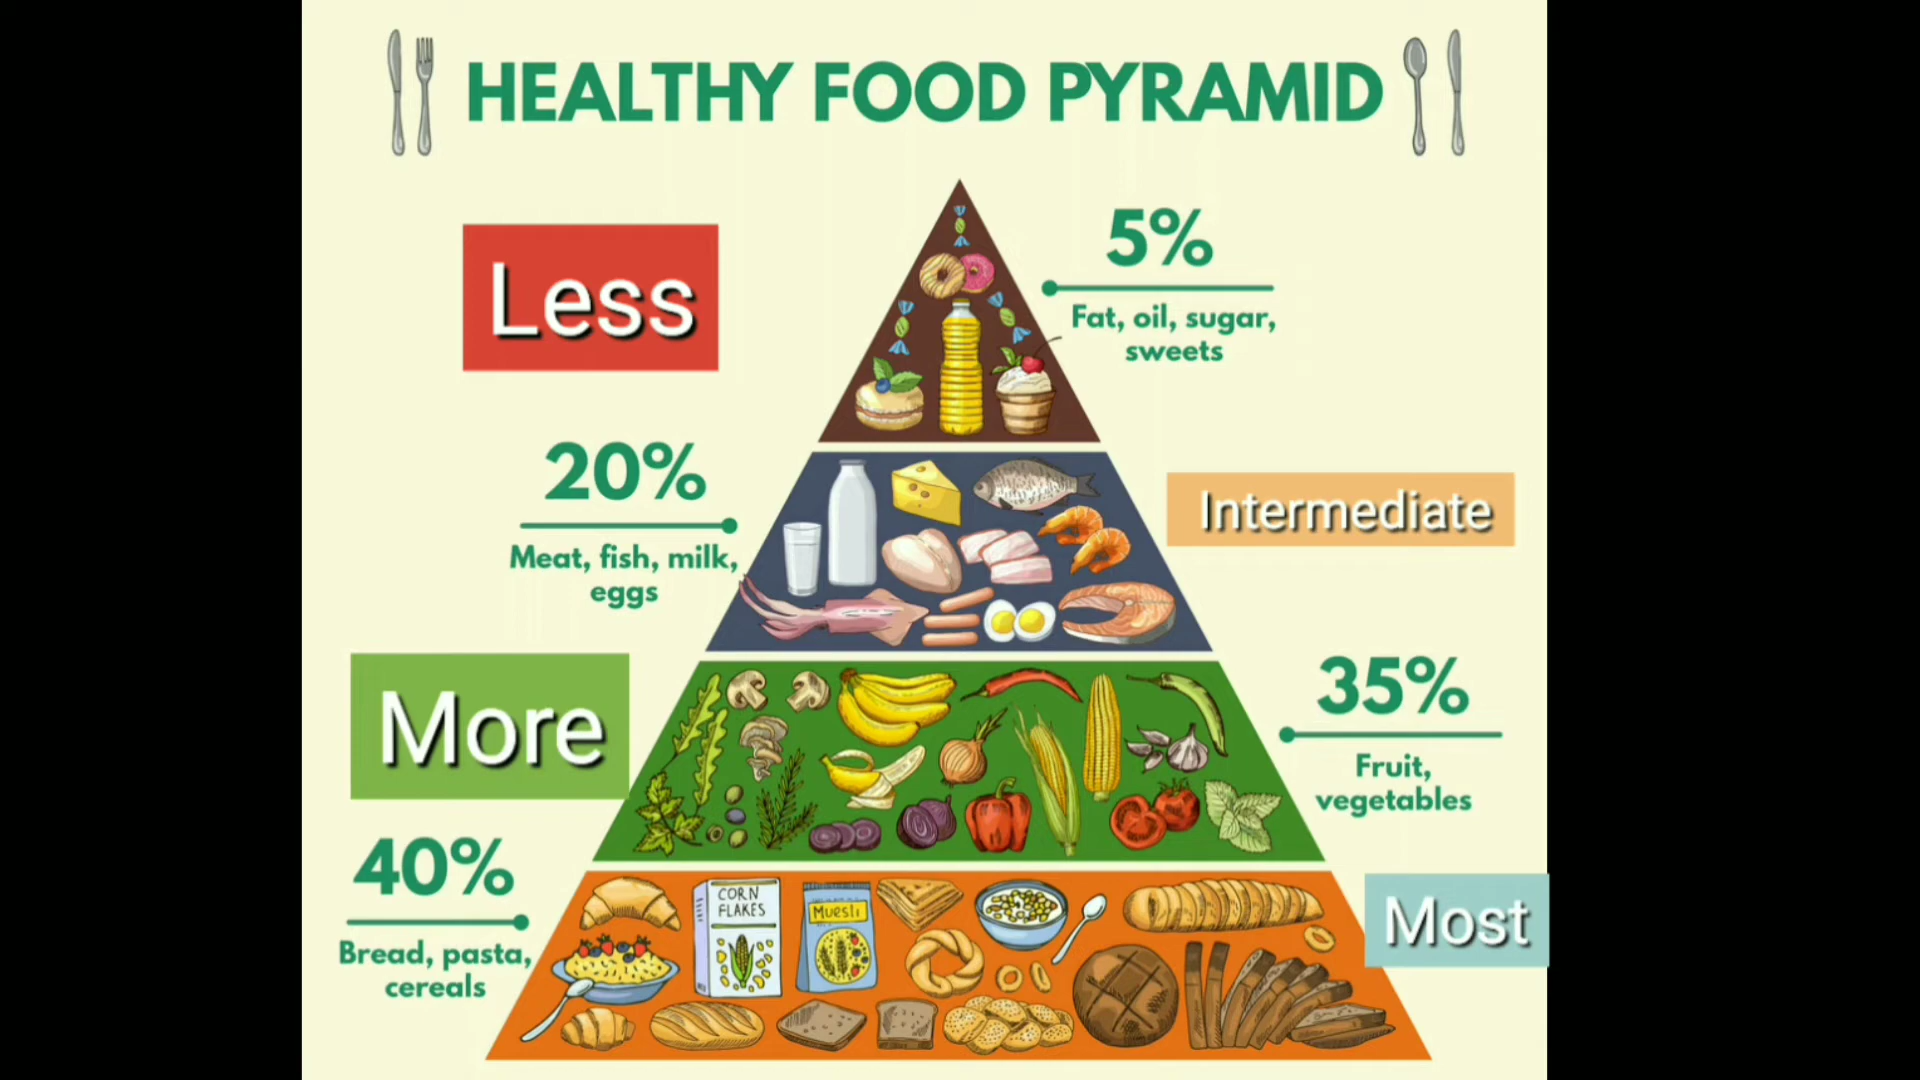 HEALTHY FOOD PYRAMID
Less
5%
Fat, oil, sugar,
sweets
20%
Meat, fish, milk,
eggs
Intermediate
More
35%
Fruit,
vegetables
40%
Bread, pasta,
cereals
CORN
FLAKES
MUESLI
Most